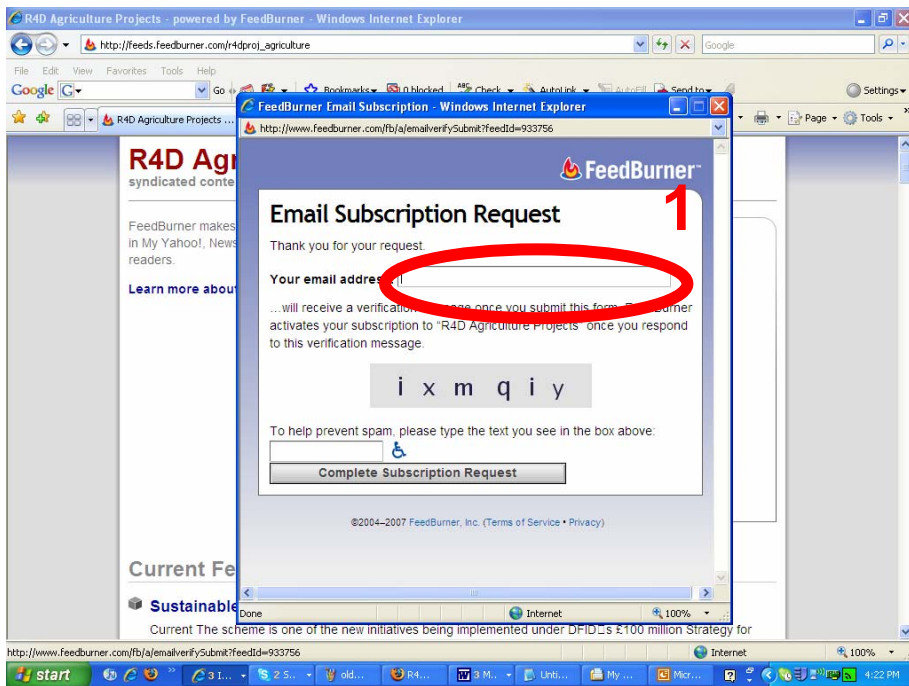 R4D Agriculture Projects - powered by FeedBurner - Windows Internet Explorer
http://feeds.feedburner.com/r4dproj_agriculture
Google
File Edit View Favorites Tools Help
Google G Go Bookmarks 0 blocked Check AutoLink AutoFill Send to Settings
R4D Agriculture Projects ... Page Tools »
FeedBurner Email Subscription - Windows Internet Explorer
http://www.feedburner.com/fb/a/emailverifySubmit?feedId=933756
R4D Agr
syndicated conte
FeedBurner makes
in My Yahoo!, News
readers.
Learn more about
FeedBurner™
1
Email Subscription Request
Thank you for your request.
Your email address:
...will receive a verification message once you submit this form. FeedBurner
activates your subscription to "R4D Agriculture Projects" once you respond
to this verification message.
i x m q i y
To help prevent spam, please type the text you see in the box above:
Complete Subscription Request
©2004–2007 FeedBurner, Inc. (Terms of Service • Privacy)
Current Fe
Sustainable
Current The scheme is one of the new initiatives being implemented under DFID□s £100 million Strategy for
Done Internet 100%
http://www.feedburner.com/fb/a/emailverifySubmit?feedId=933756 Internet 100%
start » 3 I... 2 S... old... R4... 3 M... Unti... My ... Micr... 4:22 PM